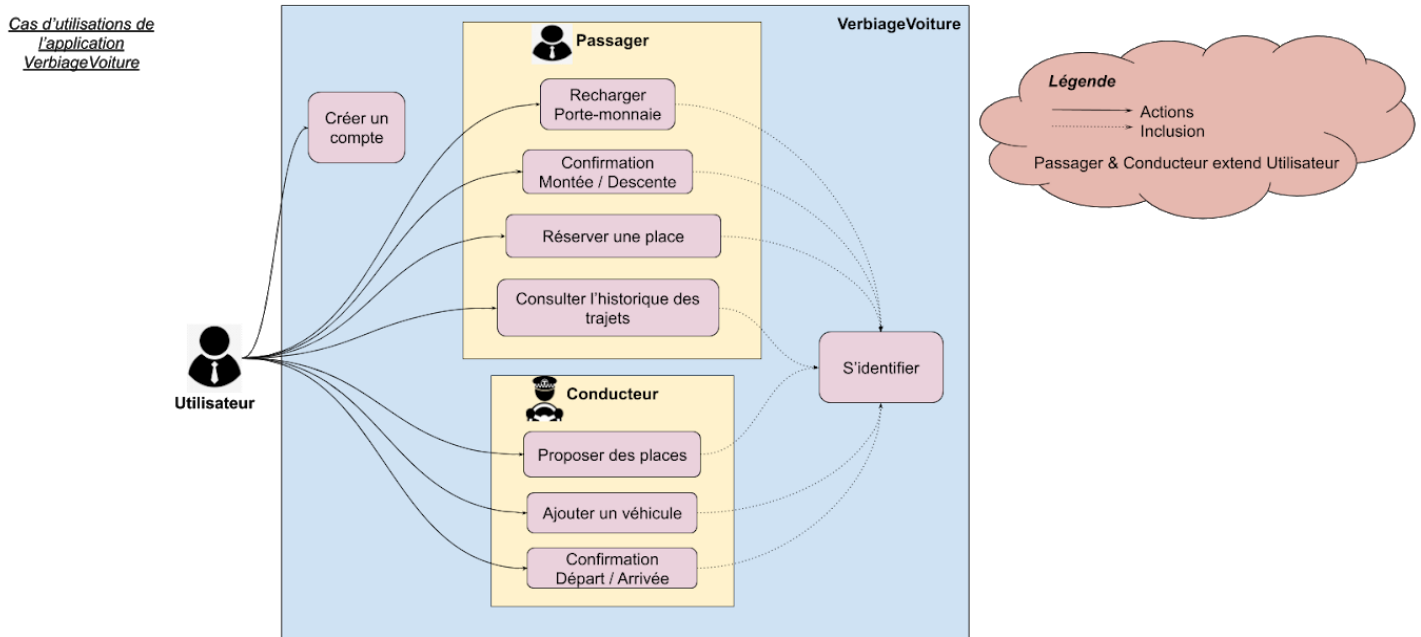 Cas d'utilisations de
l'application
VerbiageVoiture
VerbiageVoiture
Passager
Créer un
compte
Recharger
Porte-monnaie
Confirmation
Montée / Descente
Réserver une place
Consulter l'historique des
trajets
Utilisateur
S'identifier
Conducteur
Proposer des places
Ajouter un véhicule
Confirmation
Départ / Arrivée
Légende
Actions
Inclusion
Passager & Conducteur extend Utilisateur